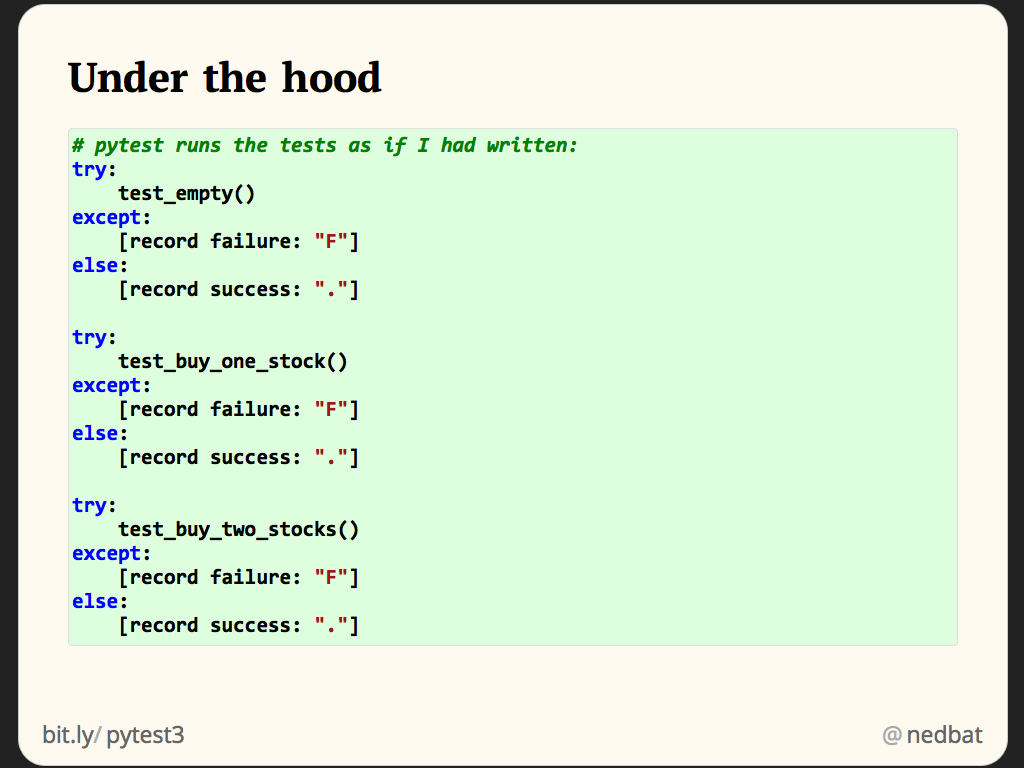 Under the hood
# pytest runs the tests as if I had written:
try:
    test_empty()
except:
    [record failure: "F"]
else:
    [record success: "."]

try:
    test_buy_one_stock()
except:
    [record failure: "F"]
else:
    [record success: "."]

try:
    test_buy_two_stocks()
except:
    [record failure: "F"]
else:
    [record success: "."]
bit.ly/ pytest3
@ nedbat